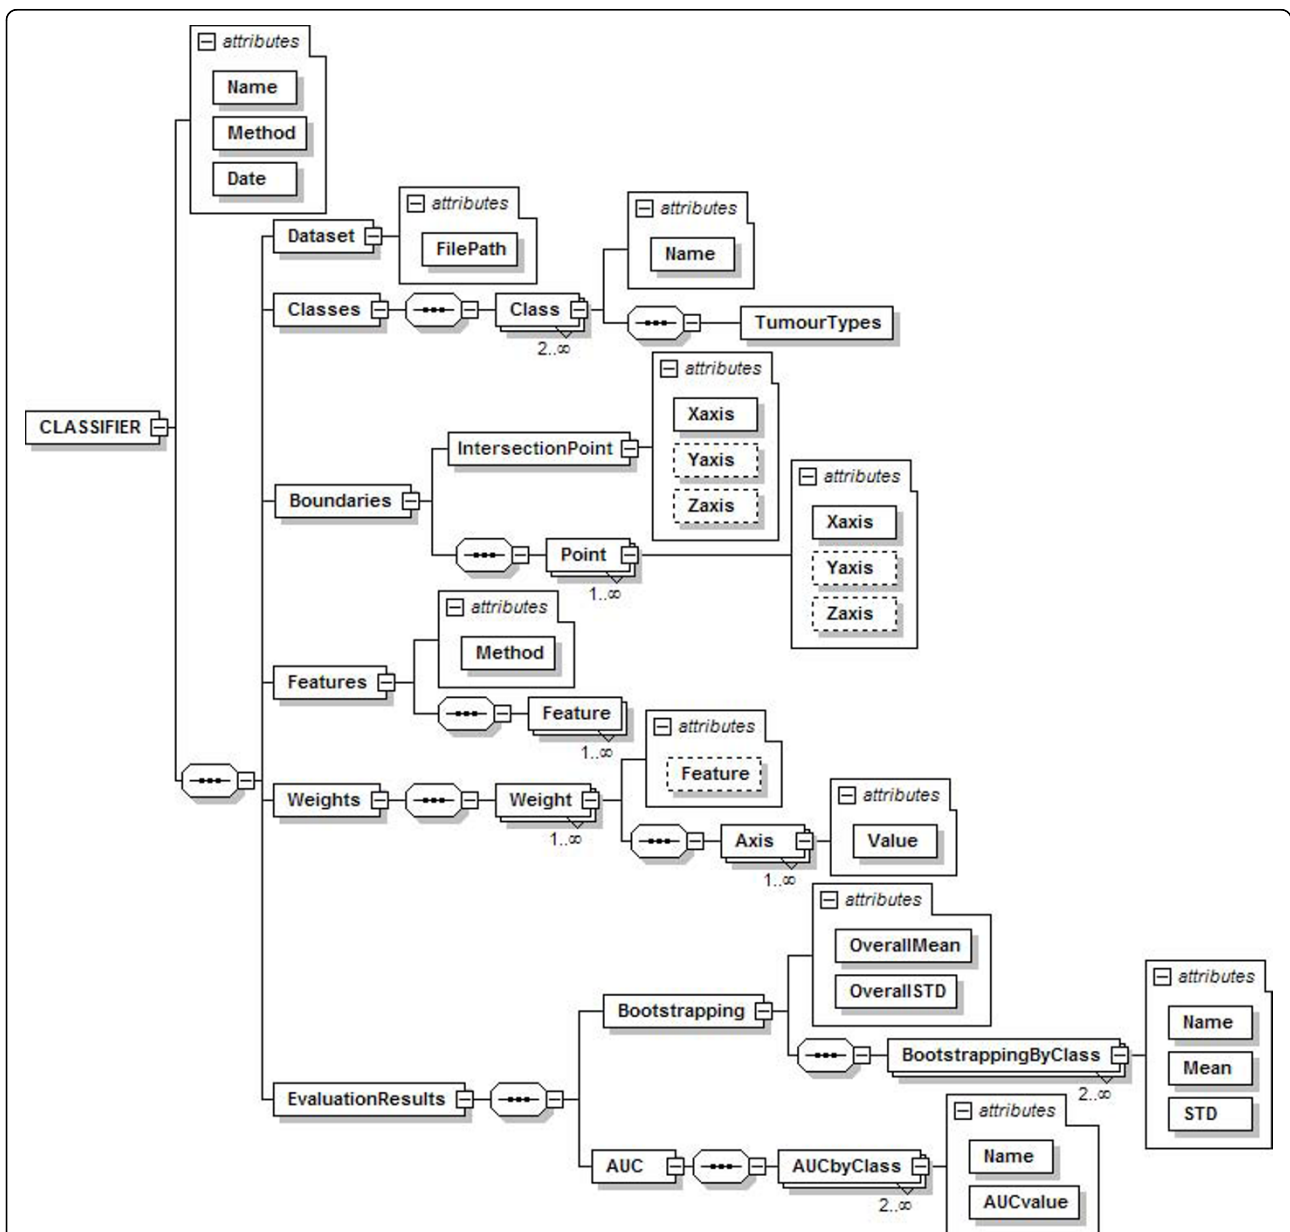 attributes
Name
Method
Date
Dataset
attributes
FilePath
Classes
Class
2..∞
attributes
Name
TumourTypes
CLASSIFIER
Boundaries
IntersectionPoint
attributes
Xaxis
Yaxis
Zaxis
Point
1..∞
attributes
Xaxis
Yaxis
Zaxis
Features
attributes
Method
Feature
1..∞
Weights
Weight
1..∞
attributes
Feature
Axis
1..∞
attributes
Value
EvaluationResults
Bootstrapping
attributes
OverallMean
OverallSTD
BootstrappingByClass
2..∞
attributes
Name
Mean
STD
AUC
AUCbyClass
2..∞
attributes
Name
AUCvalue